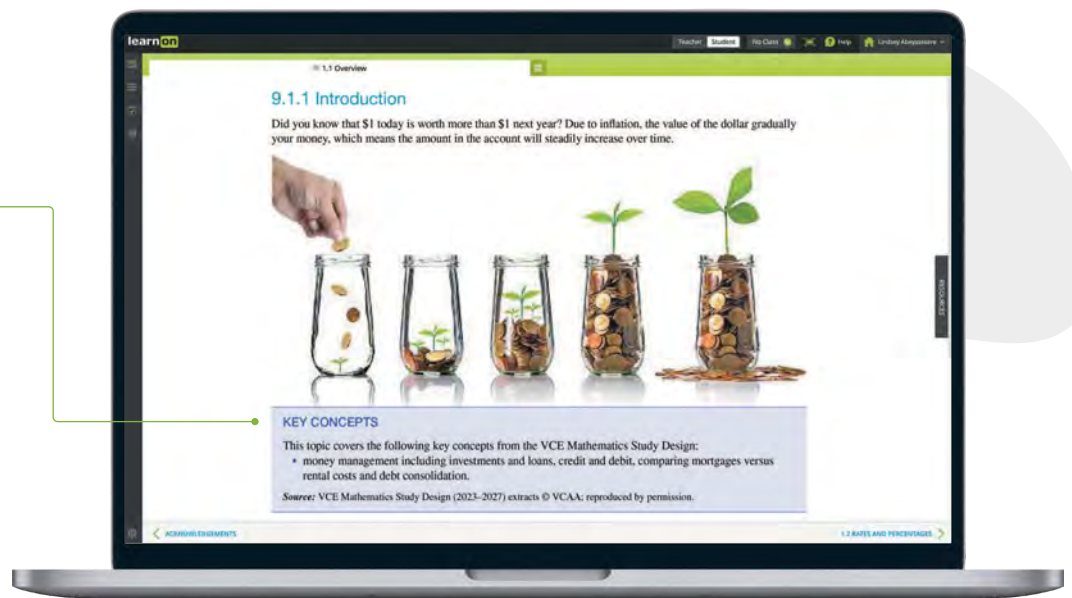 learnon
Teacher Student No Class Help Lindsey
1.1 Overview
9.1.1 Introduction
Did you know that $1 today is worth more than $1 next year? Due to inflation, the value of the dollar gradually
your money, which means the amount in the account will steadily increase over time.
RESOURCES
KEY CONCEPTS
This topic covers the following key concepts from the VCE Mathematics Study Design:
• money management including investments and loans, credit and debit, comparing mortgages versus
rental costs and debt consolidation.
Source: VCE Mathematics Study Design (2023–2027) extracts © VCAA; reproduced by permission.
ACKNOWLEDGEMENTS
1.2 RATES AND PERCENTAGES